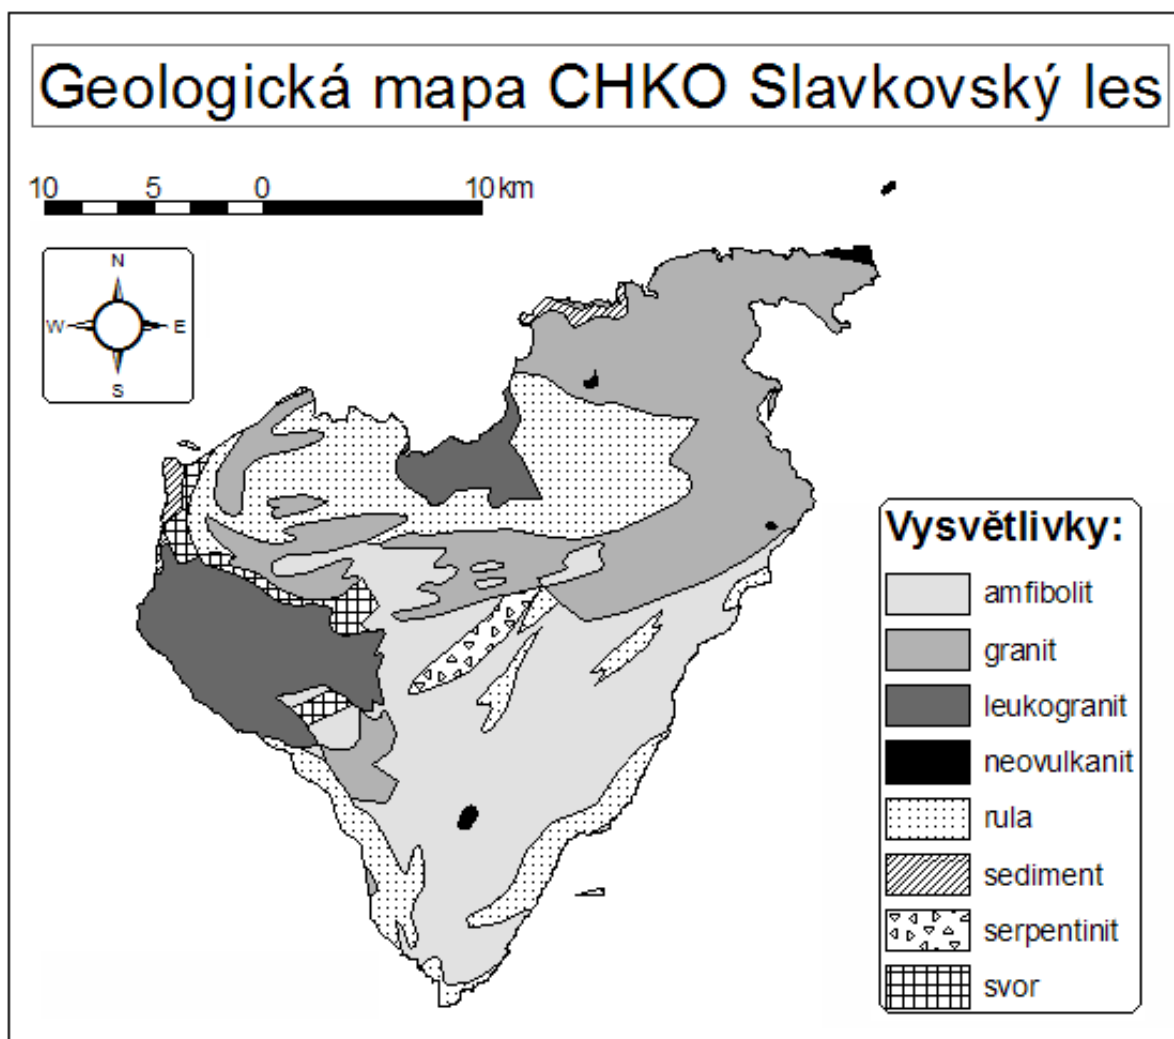 Geologická mapa CHKO Slavkovský les
10 5 0 10 km
N
W E
S
Vysvětlivky:
amfibolit
granit
leukogranit
neovulkanit
rula
sediment
serpentinit
svor